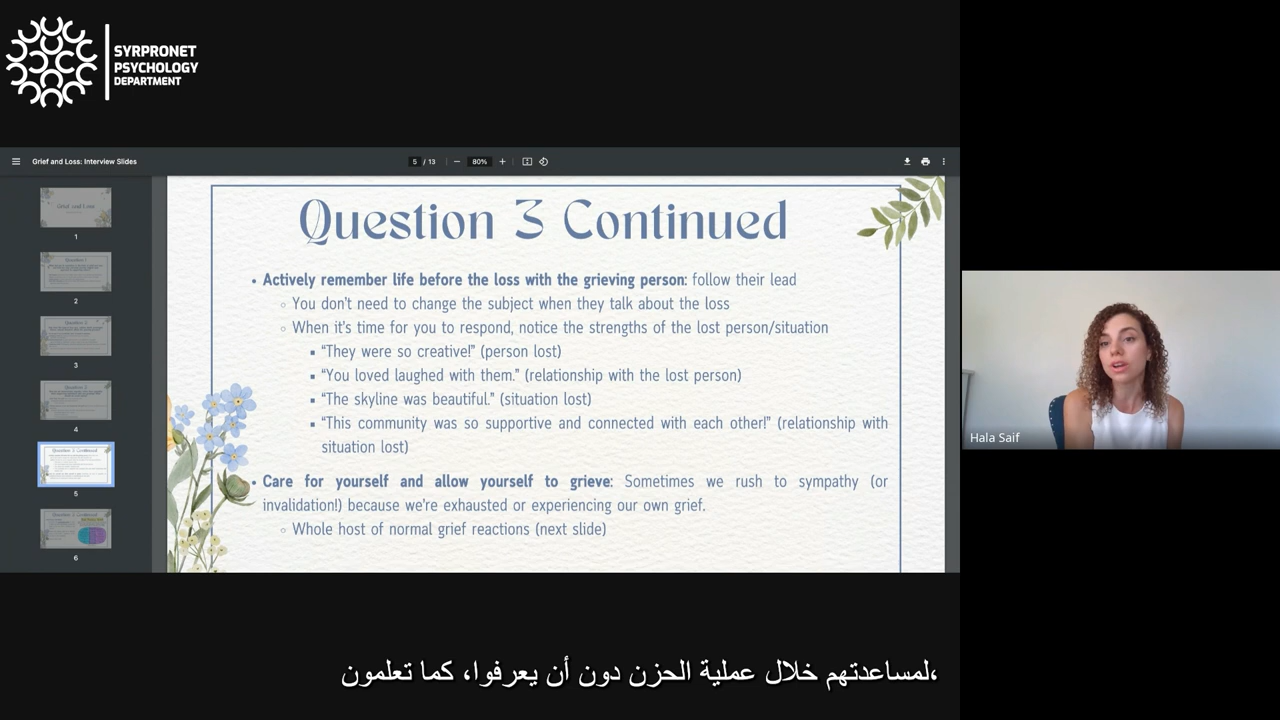 SYRPRONET
PSYCHOLOGY
DEPARTMENT
Grief and Loss: Interview Slides
5 / 13
80%
1
2
3
4
5
6
Question 3 Continued
• Actively remember life before the loss with the grieving person: follow their lead
◦ You don't need to change the subject when they talk about the loss
◦ When it's time for you to respond, notice the strengths of the lost person/situation
▪ "They were so creative!" (person lost)
▪ "You loved laughed with them." (relationship with the lost person)
▪ "The skyline was beautiful." (situation lost)
▪ "This community was so supportive and connected with each other!" (relationship with
situation lost)
• Care for yourself and allow yourself to grieve: Sometimes we rush to sympathy (or
invalidation!) because we're exhausted or experiencing our own grief.
◦ Whole host of normal grief reactions (next slide)
Hala Saif
لمساعدتهم خلال عملية الحزن دون أن يعرفوا، كما تعلمون،